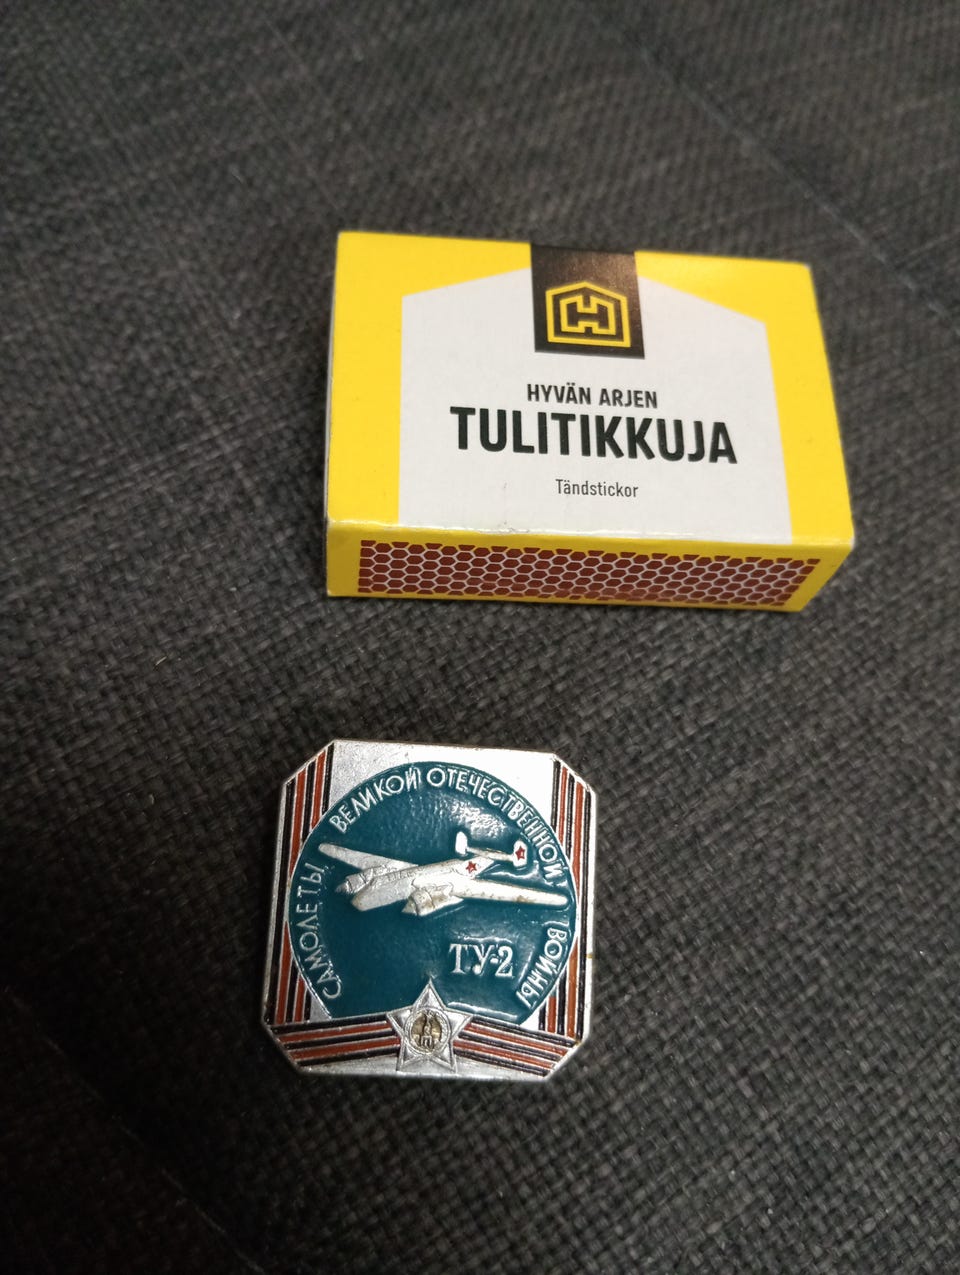 H
HYVÄN ARJEN
TULITIKKUJA
Tändstickor
САМОЛЕТЫ ВЕЛИКОЙ ОТЕЧЕСТВЕННОЙ ВОЙНЫ
ТУ-2